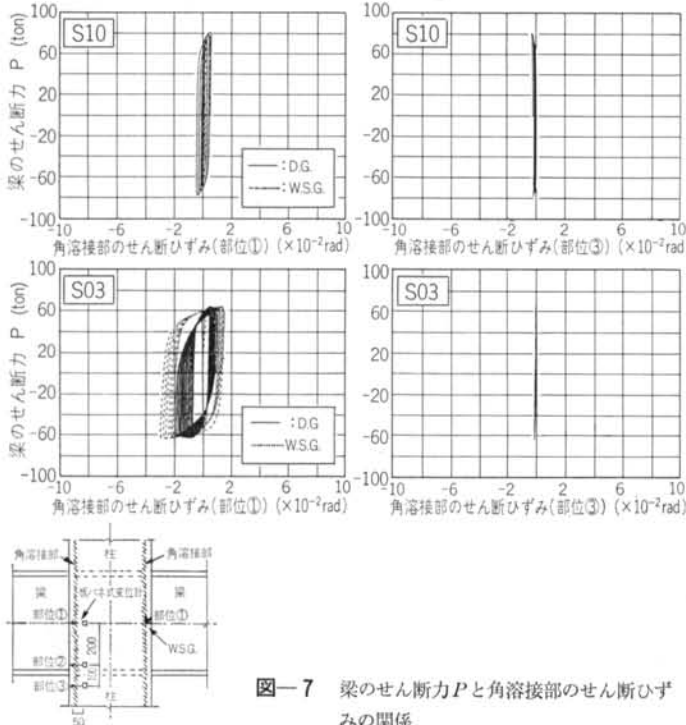 100
60
20
-20
-60
-100
梁のせん断力 P (ton)
S10
— : D.G.
---- : W.S.G.
-10 -6 -2 2 6 10
角溶接部のせん断ひずみ(部位①) (×10⁻²rad)
100
60
20
-20
-60
-100
S10
-10 -6 -2 2 6 10
角溶接部のせん断ひずみ(部位③) (×10⁻²rad)
100
60
20
-20
-60
-100
梁のせん断力 P (ton)
S03
— : D.G
---- : W.S.G.
-10 -6 -2 2 6 10
角溶接部のせん断ひずみ(部位①) (×10⁻²rad)
100
60
20
-20
-60
-100
S03
-10 -6 -2 2 6 10
角溶接部のせん断ひずみ(部位③) (×10⁻²rad)
角溶接部 柱 角溶接部
梁 板バネ式変位計 梁
部位① 部位①
200 W.S.G.
部位②
100
部位③
柱
50
図—7 梁のせん断力Pと角溶接部のせん断ひず
みの関係